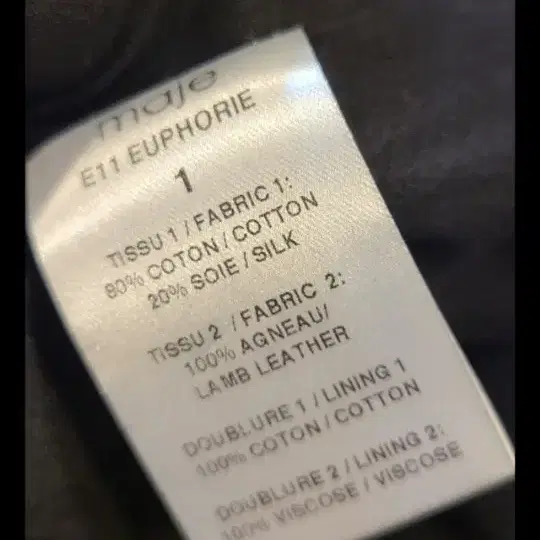 maje
E11 EUPHORIE
1
TISSU 1 / FABRIC 1:
80% COTON / COTTON
20% SOIE / SILK
TISSU 2 / FABRIC 2:
100% AGNEAU/
LAMB LEATHER
DOUBLURE 1 / LINING 1
100% COTON / COTTON
DOUBLURE 2 / LINING 2:
100% VISCOSE / VISCOSE